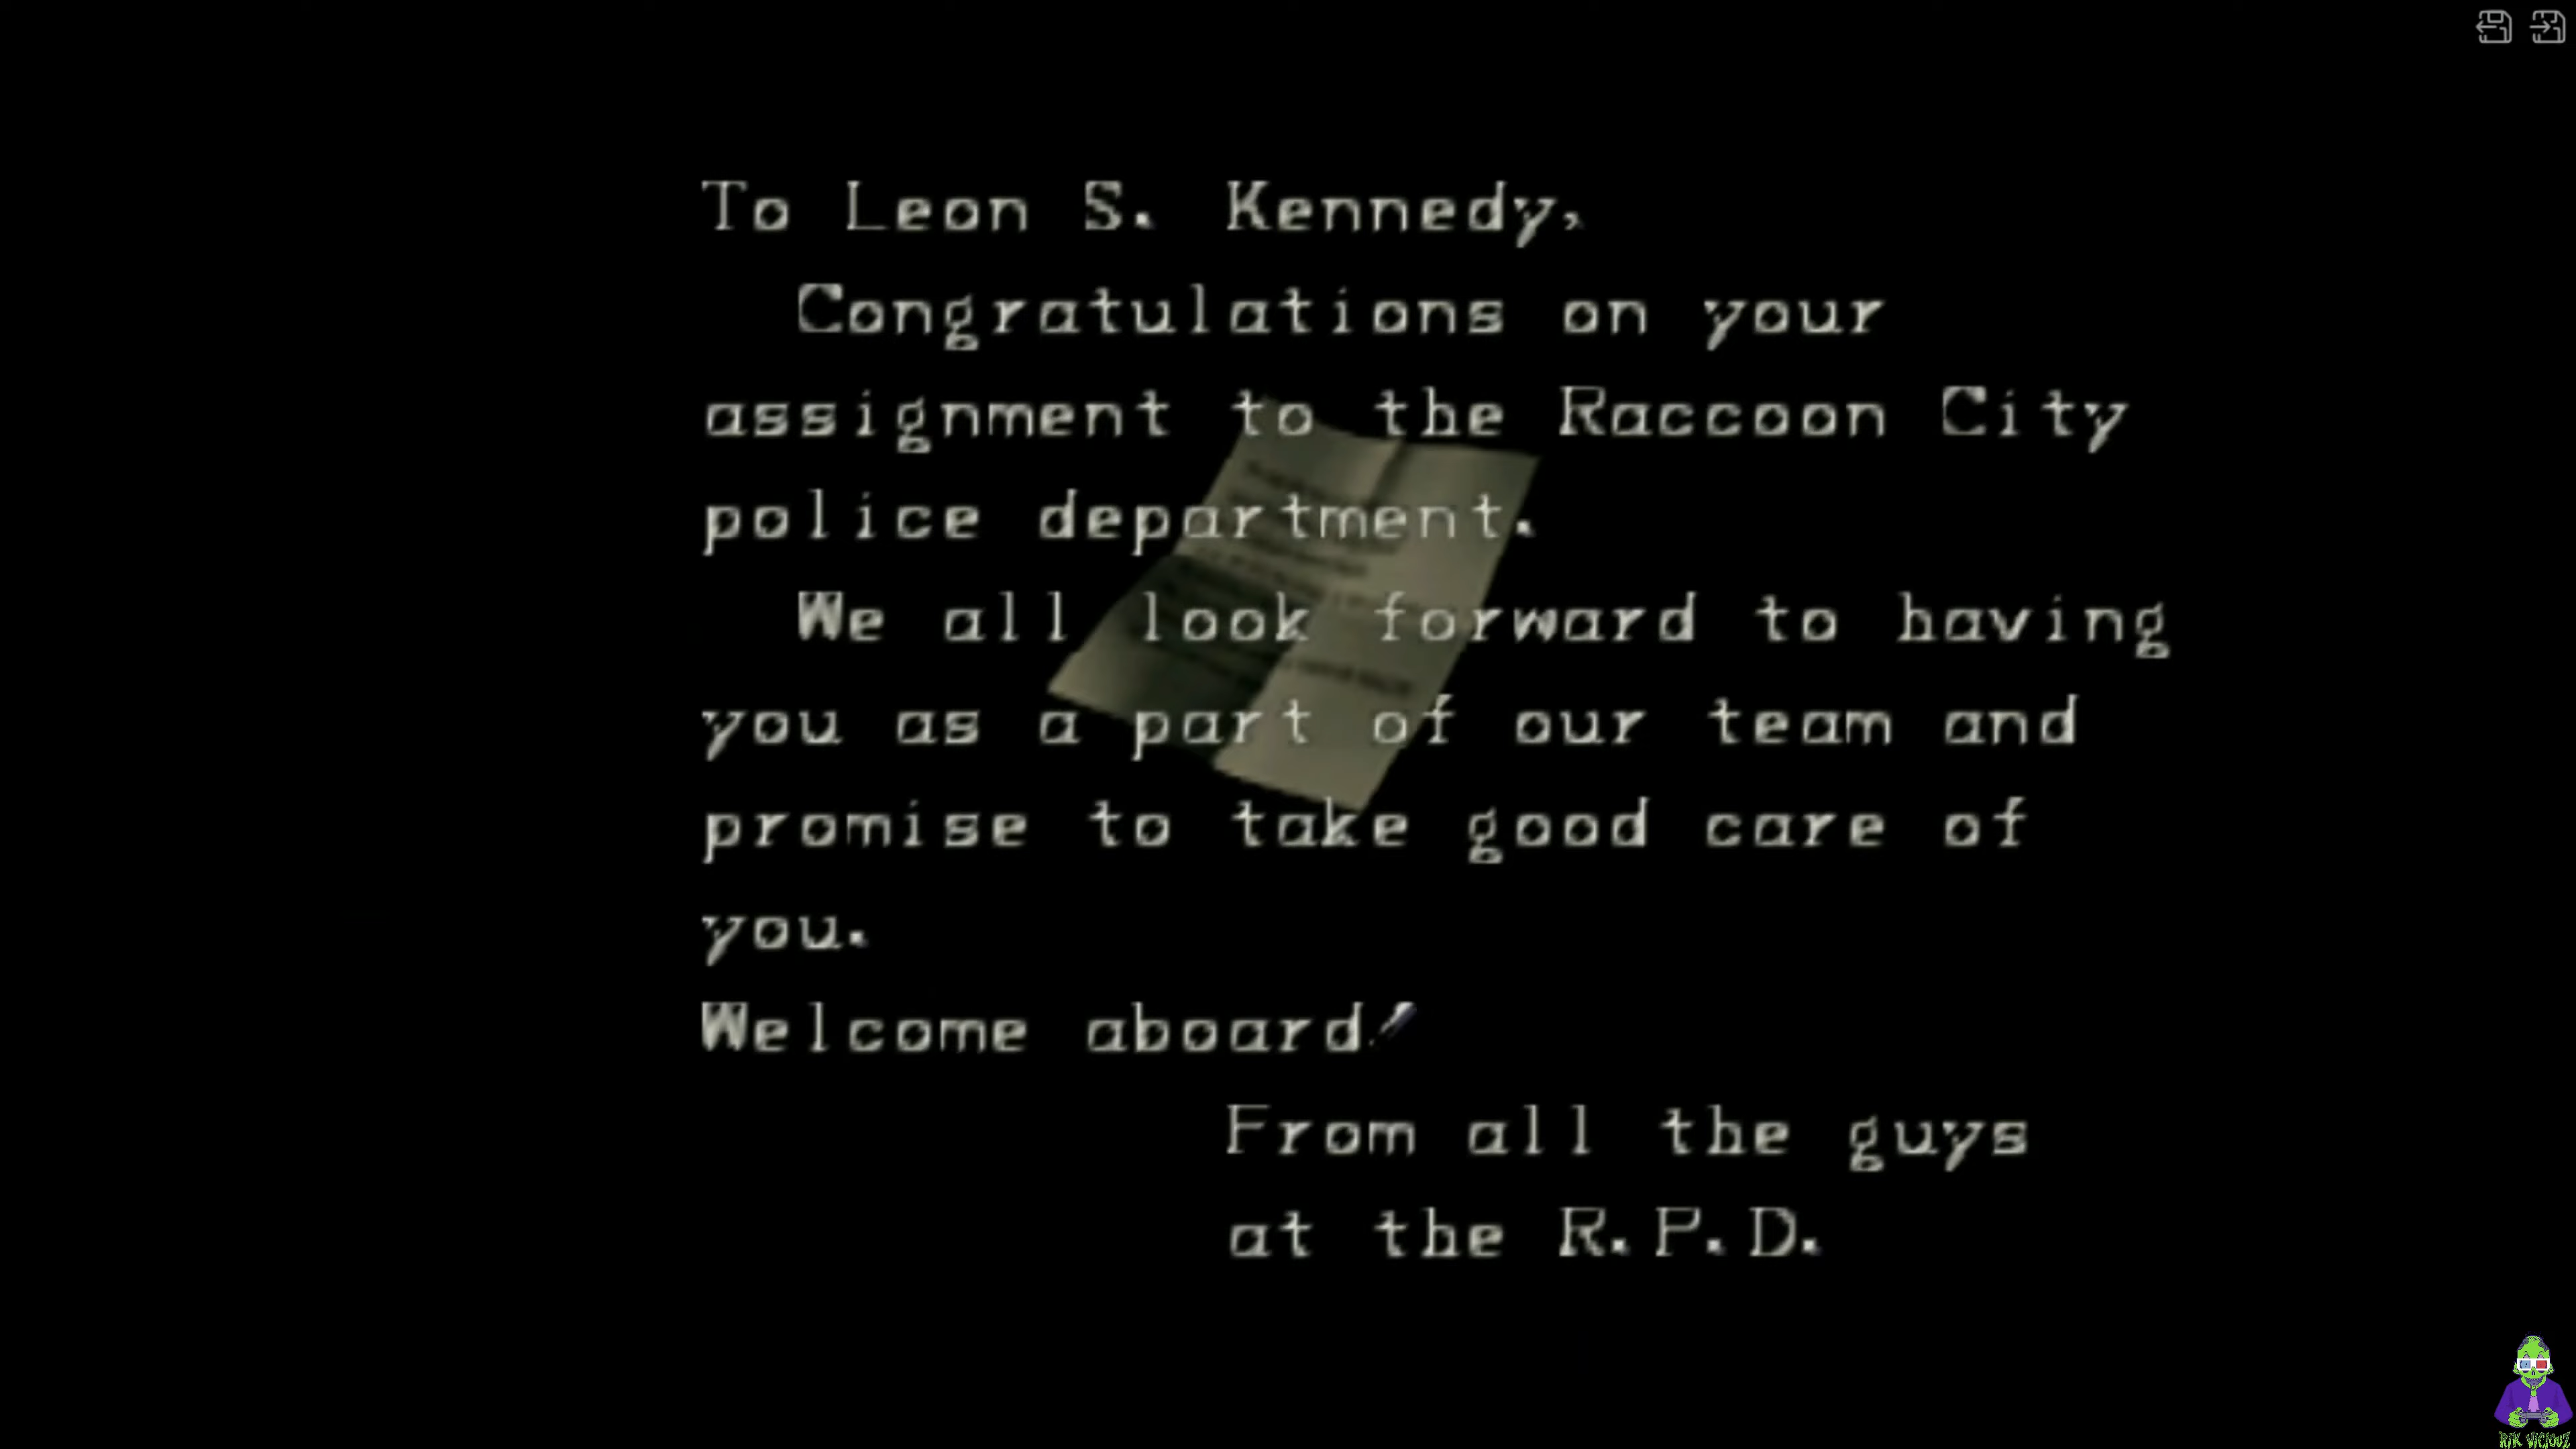 To Leon S. Kennedy,
Congratulations on your
assignment to the Raccoon City
police department.
We all look forward to having
you as a part of our team and
promise to take good care of
you.
Welcome aboard
From all the guys
at the R.P.D.
RIK VICIOUZ